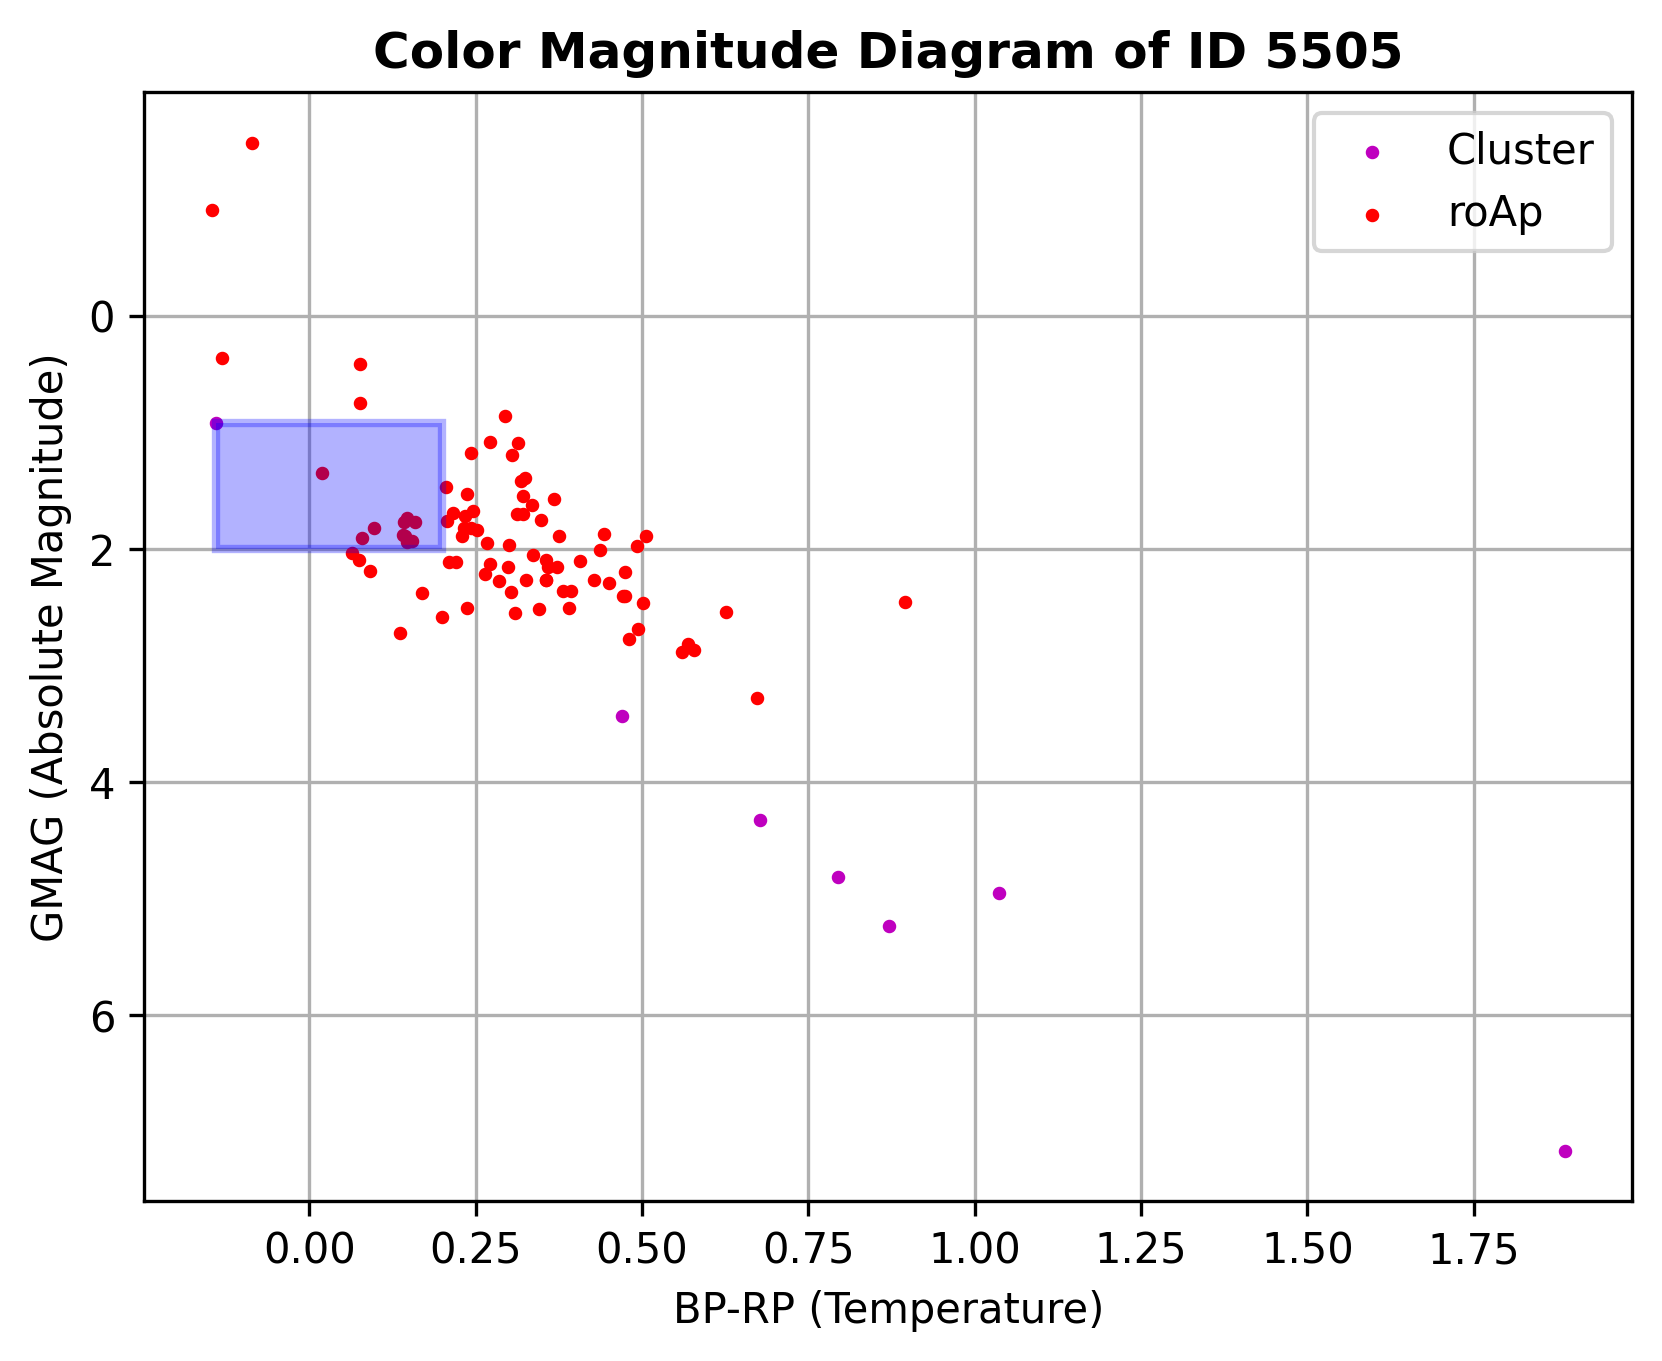 Color Magnitude Diagram of ID 5505
Cluster
roAp
GMAG (Absolute Magnitude)
0
2
4
6
0.00 0.25 0.50 0.75 1.00 1.25 1.50 1.75
BP-RP (Temperature)